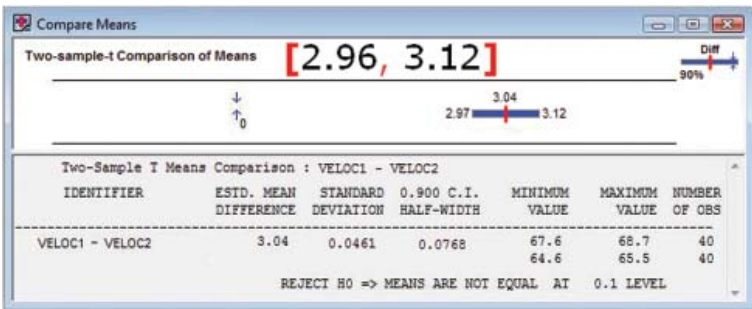 Compare Means
Two-sample-t Comparison of Means [2.96, 3.12] Diff
90%
0 2.97 3.04 3.12
Two-Sample T Means Comparison : VELOC1 - VELOC2
IDENTIFIER ESTD. MEAN STANDARD 0.900 C.I. MINIMUM MAXIMUM NUMBER
DIFFERENCE DEVIATION HALF-WIDTH VALUE VALUE OF OBS
VELOC1 - VELOC2 3.04 0.0461 0.0768 67.6 68.7 40
64.6 65.5 40
REJECT H0 => MEANS ARE NOT EQUAL AT 0.1 LEVEL